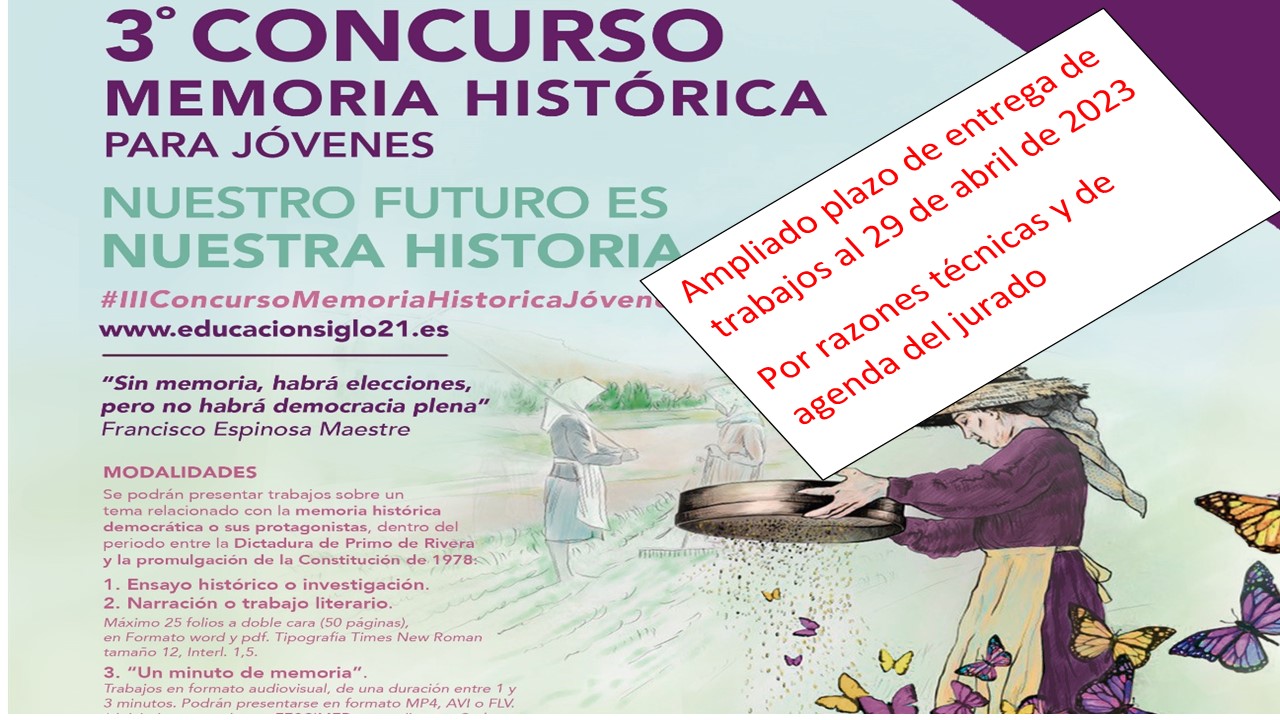 3º CONCURSO
MEMORIA HISTÓRICA
PARA JÓVENES
NUESTRO FUTURO ES
NUESTRA HISTORIA
#IIIConcursoMemoriaHistoricaJóvene
www.educacionsiglo21.es
“Sin memoria, habrá elecciones,
pero no habrá democracia plena”
Francisco Espinosa Maestre
MODALIDADES
Se podrán presentar trabajos sobre un
tema relacionado con la memoria histórica
democrática o sus protagonistas, dentro del
periodo entre la Dictadura de Primo de Rivera
y la promulgación de la Constitución de 1978:
1. Ensayo histórico o investigación.
2. Narración o trabajo literario.
Máximo 25 folios a doble cara (50 páginas),
en Formato word y pdf. Tipografía Times New Roman
tamaño 12, Interl. 1,5.
3. “Un minuto de memoria”.
Trabajos en formato audiovisual, de una duración entre 1 y
3 minutos. Podrán presentarse en formato MP4, AVI o FLV.
Ampliado plazo de entrega de
trabajos al 29 de abril de 2023
Por razones técnicas y de
agenda del jurado